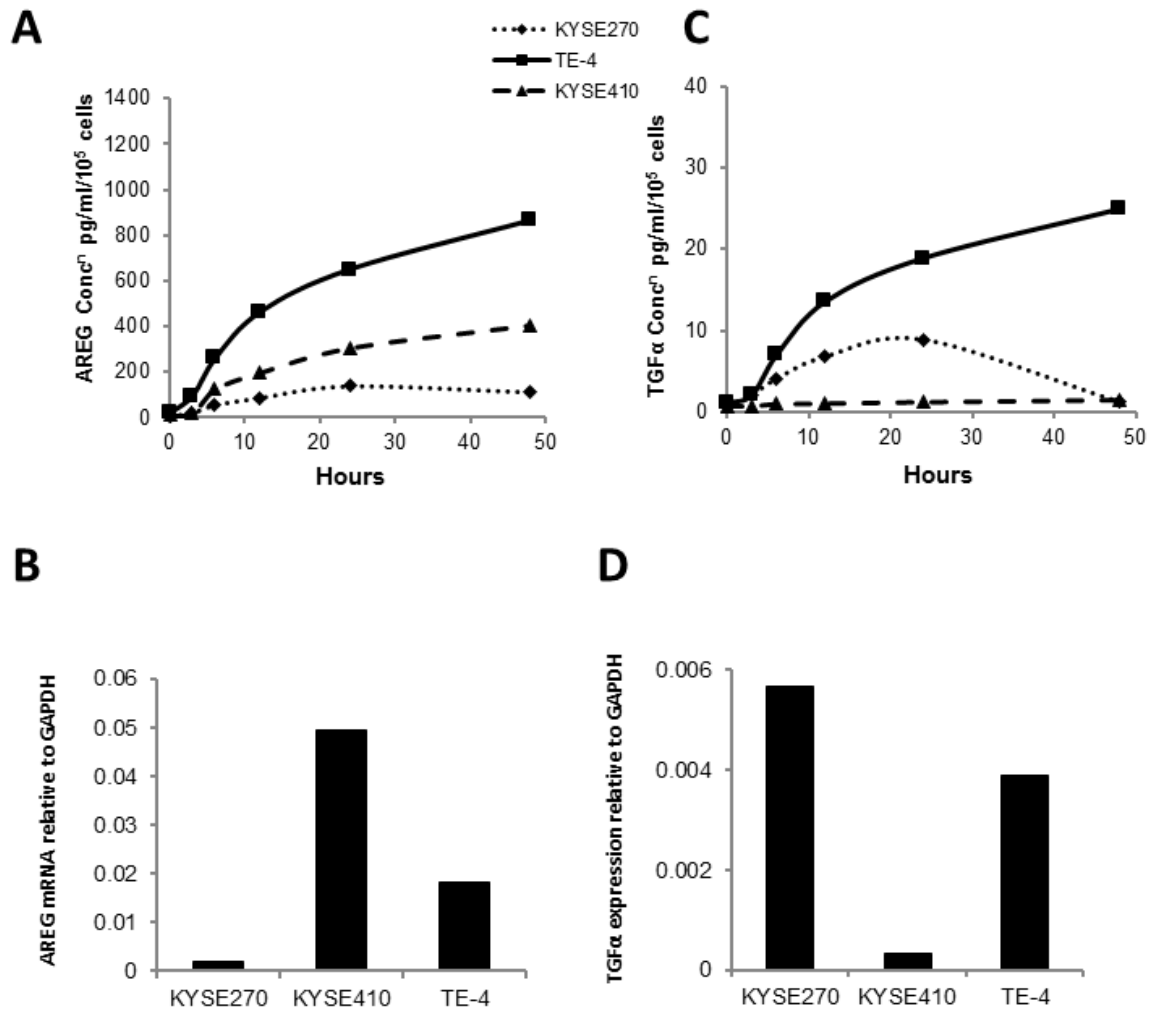 A
KYSE270
TE-4
KYSE410
C
AREG Concⁿ pg/ml/10⁵ cells
1400
1200
1000
800
600
400
200
0
0 10 20 30 40 50
Hours
TGFα Concⁿ pg/ml/10⁵ cells
40
30
20
10
0
0 10 20 30 40 50
Hours
B
AREG mRNA relative to GAPDH
0.06
0.05
0.04
0.03
0.02
0.01
0
KYSE270 KYSE410 TE-4
D
TGFα expression relative to GAPDH
0.006
0.004
0.002
0
KYSE270 KYSE410 TE-4